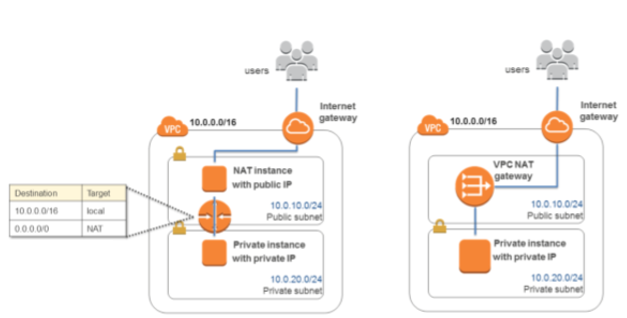 users
Internet
gateway
VPC
10.0.0.0/16
NAT instance
with public IP
10.0.10.0/24
Public subnet
Destination Target
10.0.0.0/16 local
0.0.0.0/0 NAT
Private instance
with private IP
10.0.20.0/24
Private subnet
users
Internet
gateway
VPC
10.0.0.0/16
VPC NAT
gateway
10.0.10.0/24
Public subnet
Private instance
with private IP
10.0.20.0/24
Private subnet